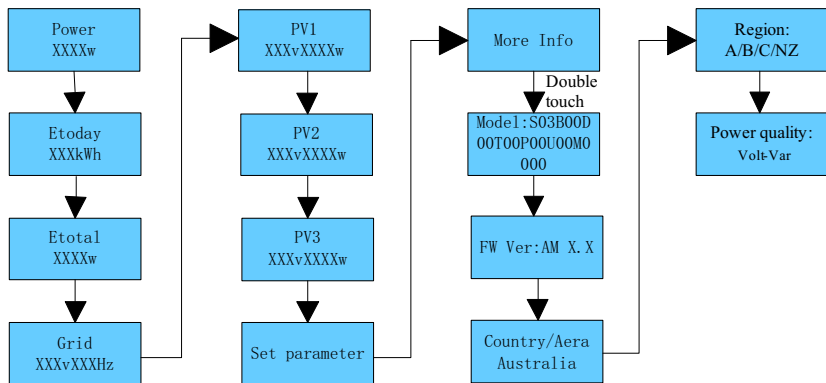 Power
XXXXw
Etoday
XXXkWh
Etotal
XXXXw
Grid
XXXvXXXHz
PV1
XXXvXXXXw
PV2
XXXvXXXXw
PV3
XXXvXXXXw
Set parameter
More Info
Double
touch
Model:S03B00D
00T00P00U00M0
000
FW Ver:AM X.X
Country/Aera
Australia
Region:
A/B/C/NZ
Power quality:
Volt-Var